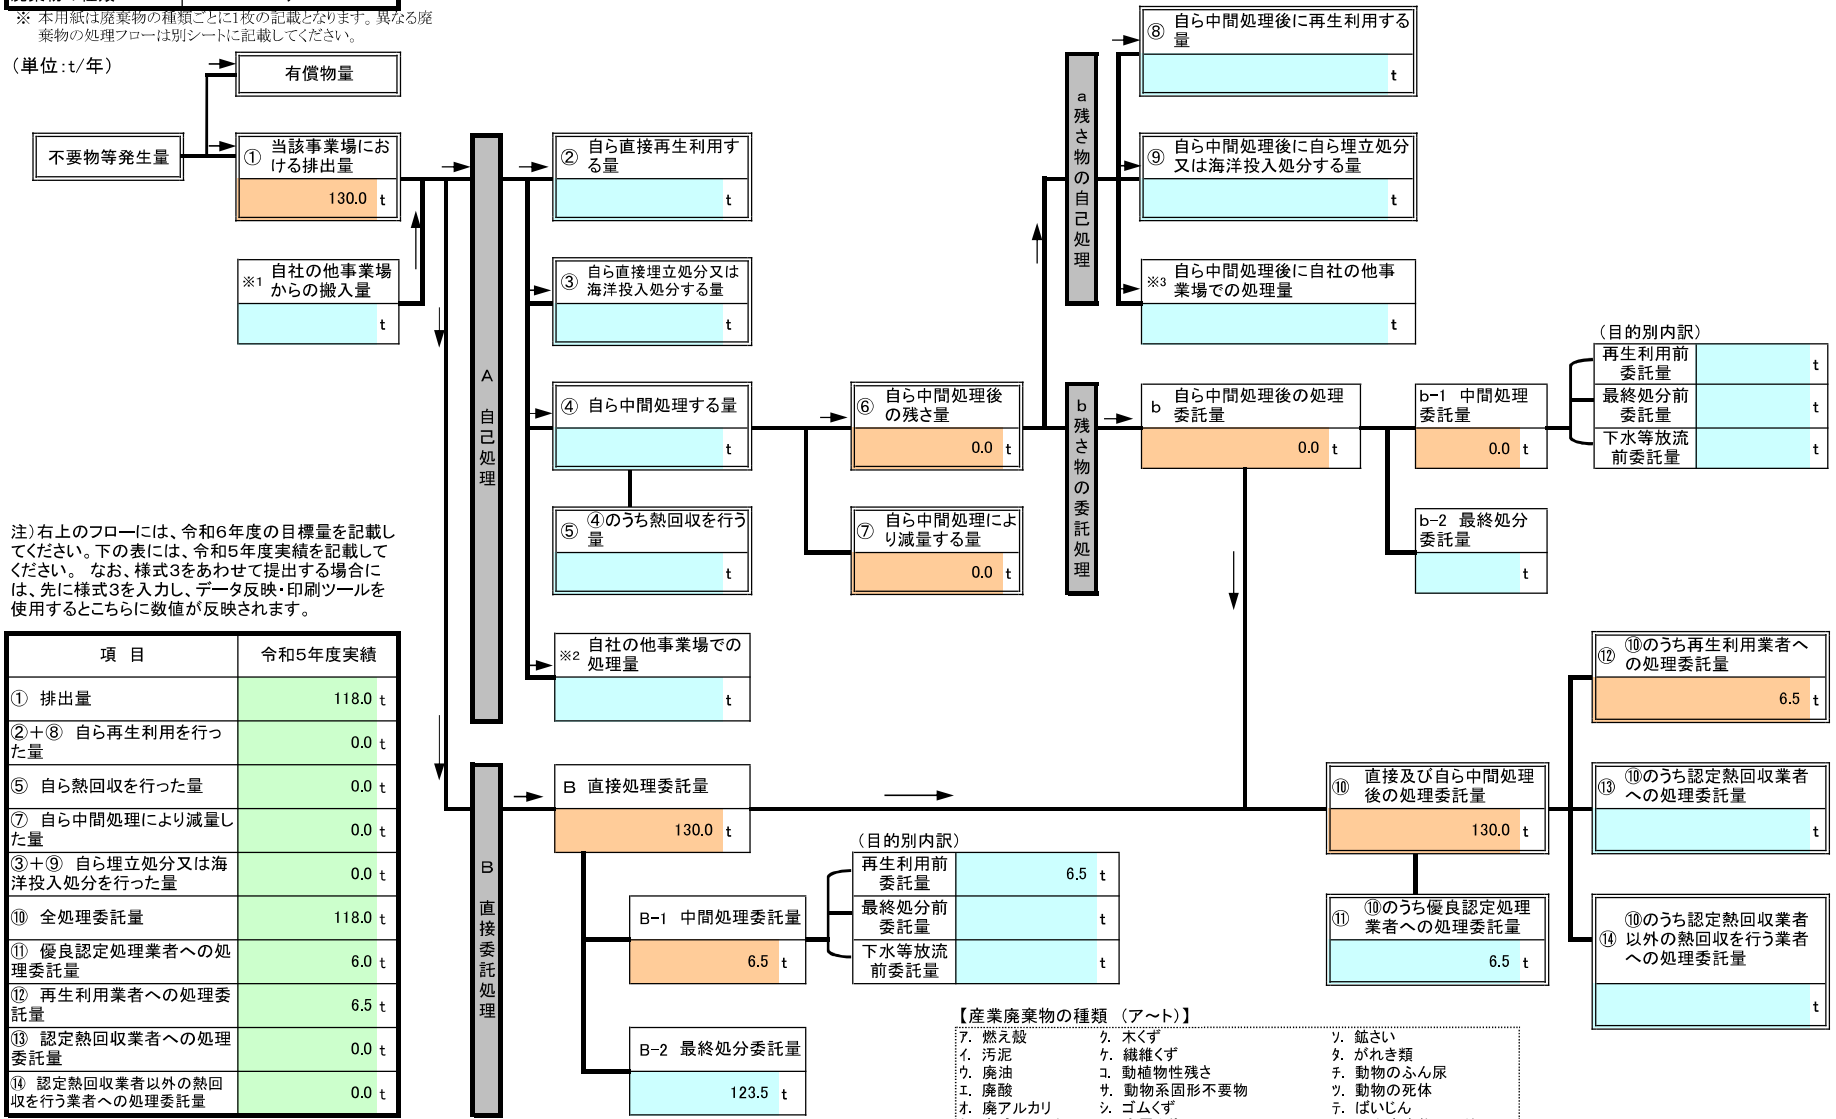 ※ 本用紙は廃棄物の種類ごとに1枚の記載となります。異なる廃
棄物の処理フローは別シートに記載してください。
(単位:t/年)
有償物量
不要物等発生量
① 当該事業場にお
ける排出量
130.0 t
※1 自社の他事業場
からの搬入量
t
A 自己処理
② 自ら直接再生利用す
る量
t
③ 自ら直接埋立処分又は
海洋投入処分する量
t
④ 自ら中間処理する量
t
⑤ ④のうち熱回収を行う
量
t
※2 自社の他事業場での
処理量
t
⑥ 自ら中間処理後
の残さ量
0.0 t
⑦ 自ら中間処理によ
り減量する量
0.0 t
a 残さ物の自己処理
⑧ 自ら中間処理後に再生利用する
量
t
⑨ 自ら中間処理後に自ら埋立処分
又は海洋投入処分する量
t
※3 自ら中間処理後に自社の他事
業場での処理量
t
b 残さ物の委託処理
b 自ら中間処理後の処理
委託量
0.0 t
b-1 中間処理
委託量
0.0 t
b-2 最終処分
委託量
t
(目的別内訳)
再生利用前
委託量
t
最終処分前
委託量
t
下水等放流
前委託量
t
注)右上のフローには、令和6年度の目標量を記載し
てください。下の表には、令和5年度実績を記載して
ください。 なお、様式3をあわせて提出する場合に
は、先に様式3を入力し、データ反映・印刷ツールを
使用するとこちらに数値が反映されます。
項 目 令和5年度実績
① 排出量 118.0 t
②+⑧ 自ら再生利用を行っ
た量 0.0 t
⑤ 自ら熱回収を行った量 0.0 t
⑦ 自ら中間処理により減量し
た量 0.0 t
③+⑨ 自ら埋立処分又は海
洋投入処分を行った量 0.0 t
⑩ 全処理委託量 118.0 t
⑪ 優良認定処理業者への処
理委託量 6.0 t
⑫ 再生利用業者への処理委
託量 6.5 t
⑬ 認定熱回収業者への処理
委託量 0.0 t
⑭ 認定熱回収業者以外の熱回
収を行う業者への処理委託量 0.0 t
B 直接委託処理
B 直接処理委託量
130.0 t
B-1 中間処理委託量
6.5 t
B-2 最終処分委託量
123.5 t
(目的別内訳)
再生利用前
委託量
6.5 t
最終処分前
委託量
t
下水等放流
前委託量
t
⑩ 直接及び自ら中間処理
後の処理委託量
130.0 t
⑪ ⑩のうち優良認定処理
業者への処理委託量
6.5 t
⑫ ⑩のうち再生利用業者へ
の処理委託量
6.5 t
⑬ ⑩のうち認定熱回収業者
への処理委託量
t
⑭ ⑩のうち認定熱回収業者
以外の熱回収を行う業者
への処理委託量
t
【産業廃棄物の種類 (ア~ト)】
ア. 燃え殻 ク. 木くず ソ. 鉱さい
イ. 汚泥 ケ. 繊維くず タ. がれき類
ウ. 廃油 コ. 動植物性残さ チ. 動物のふん尿
エ. 廃酸 サ. 動物系固形不要物 ツ. 動物の死体
オ. 廃アルカリ シ. ゴムくず テ. ばいじん